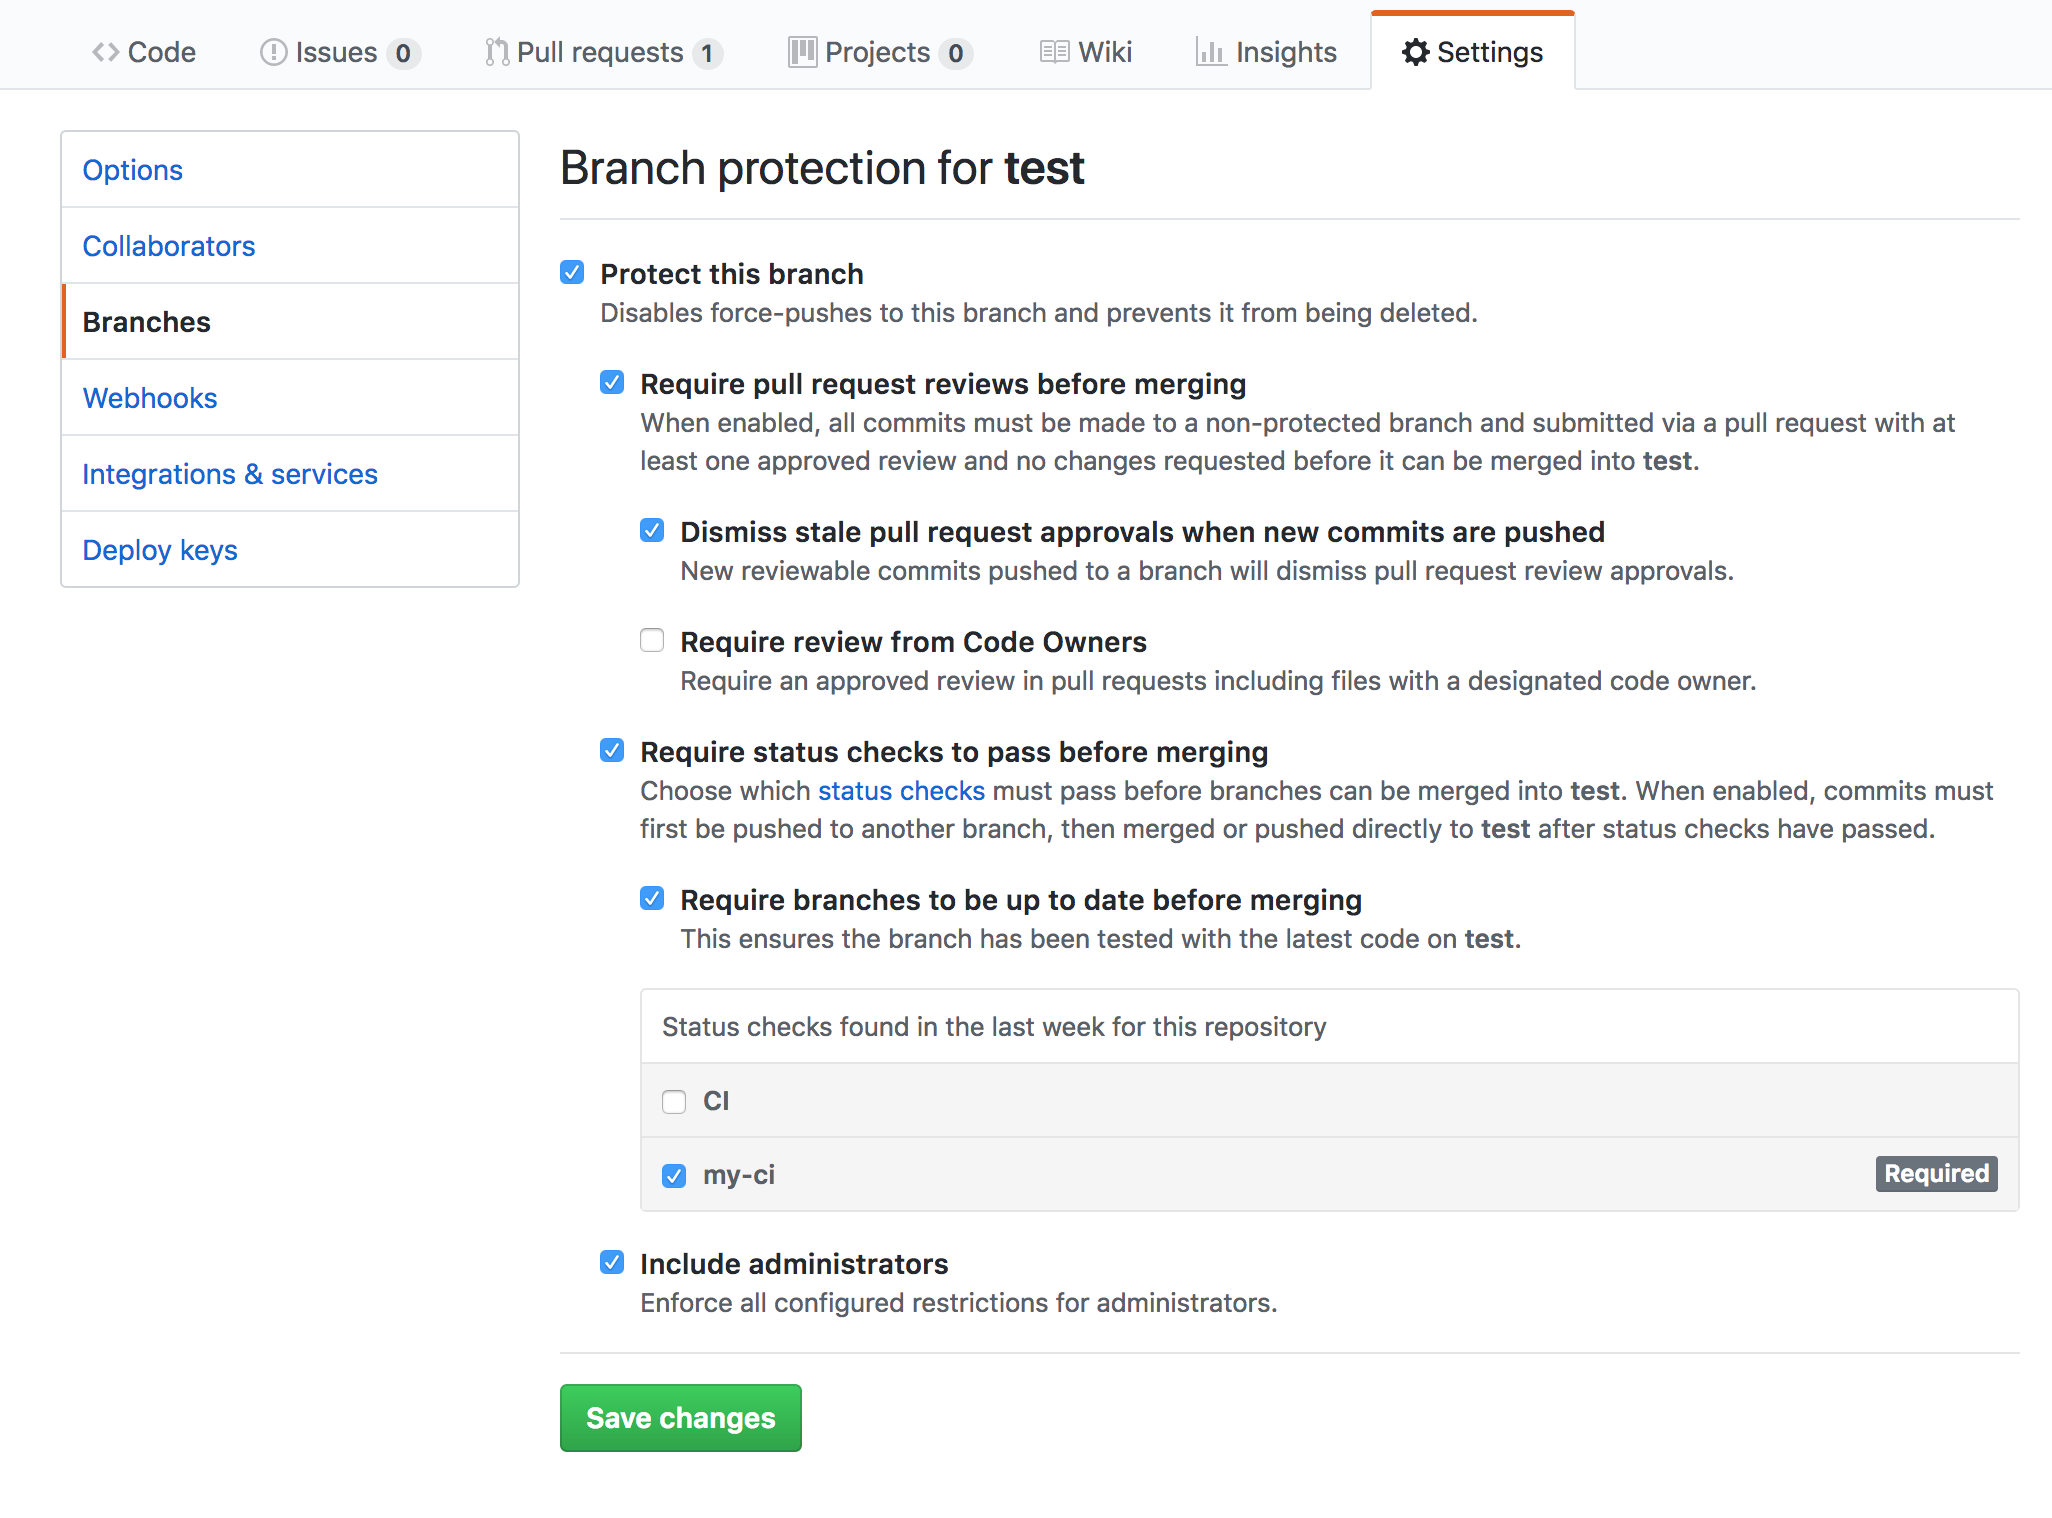 Code Issues 0 Pull requests 1 Projects 0 Wiki Insights Settings
Options
Collaborators
Branches
Webhooks
Integrations & services
Deploy keys
Branch protection for test
Protect this branch
Disables force-pushes to this branch and prevents it from being deleted.
Require pull request reviews before merging
When enabled, all commits must be made to a non-protected branch and submitted via a pull request with at
least one approved review and no changes requested before it can be merged into test.
Dismiss stale pull request approvals when new commits are pushed
New reviewable commits pushed to a branch will dismiss pull request review approvals.
Require review from Code Owners
Require an approved review in pull requests including files with a designated code owner.
Require status checks to pass before merging
Choose which status checks must pass before branches can be merged into test. When enabled, commits must
first be pushed to another branch, then merged or pushed directly to test after status checks have passed.
Require branches to be up to date before merging
This ensures the branch has been tested with the latest code on test.
Status checks found in the last week for this repository
CI
my-ci Required
Include administrators
Enforce all configured restrictions for administrators.
Save changes